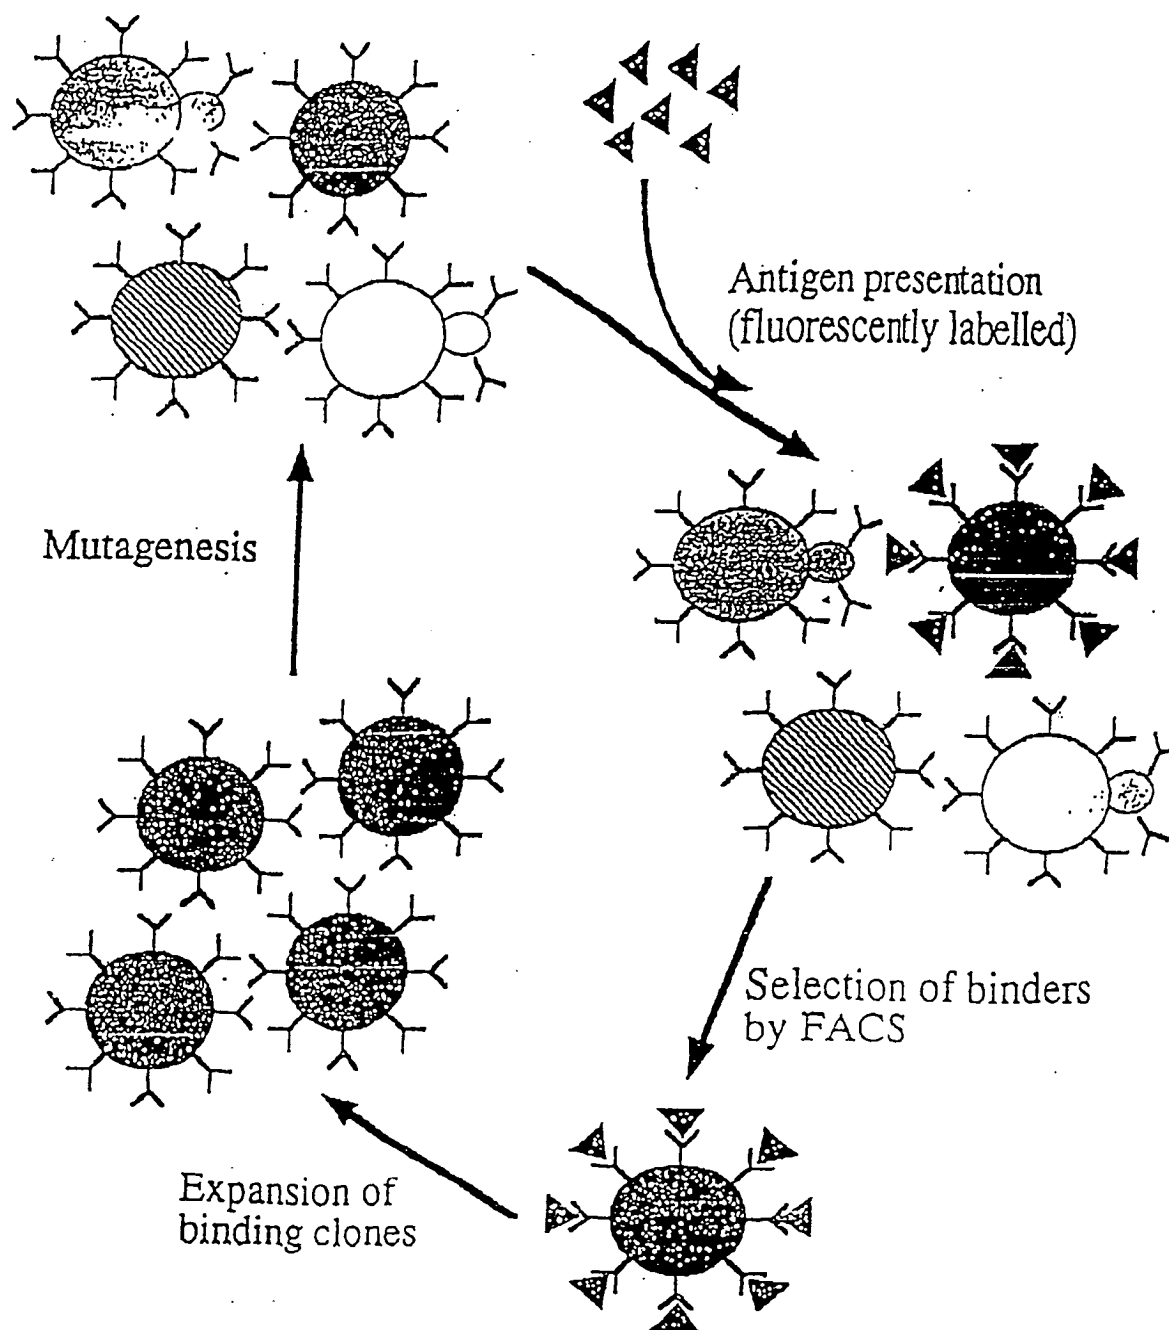 Antigen presentation
(fluorescently labelled)
Mutagenesis
Selection of binders
by FACS
Expansion of
binding clones